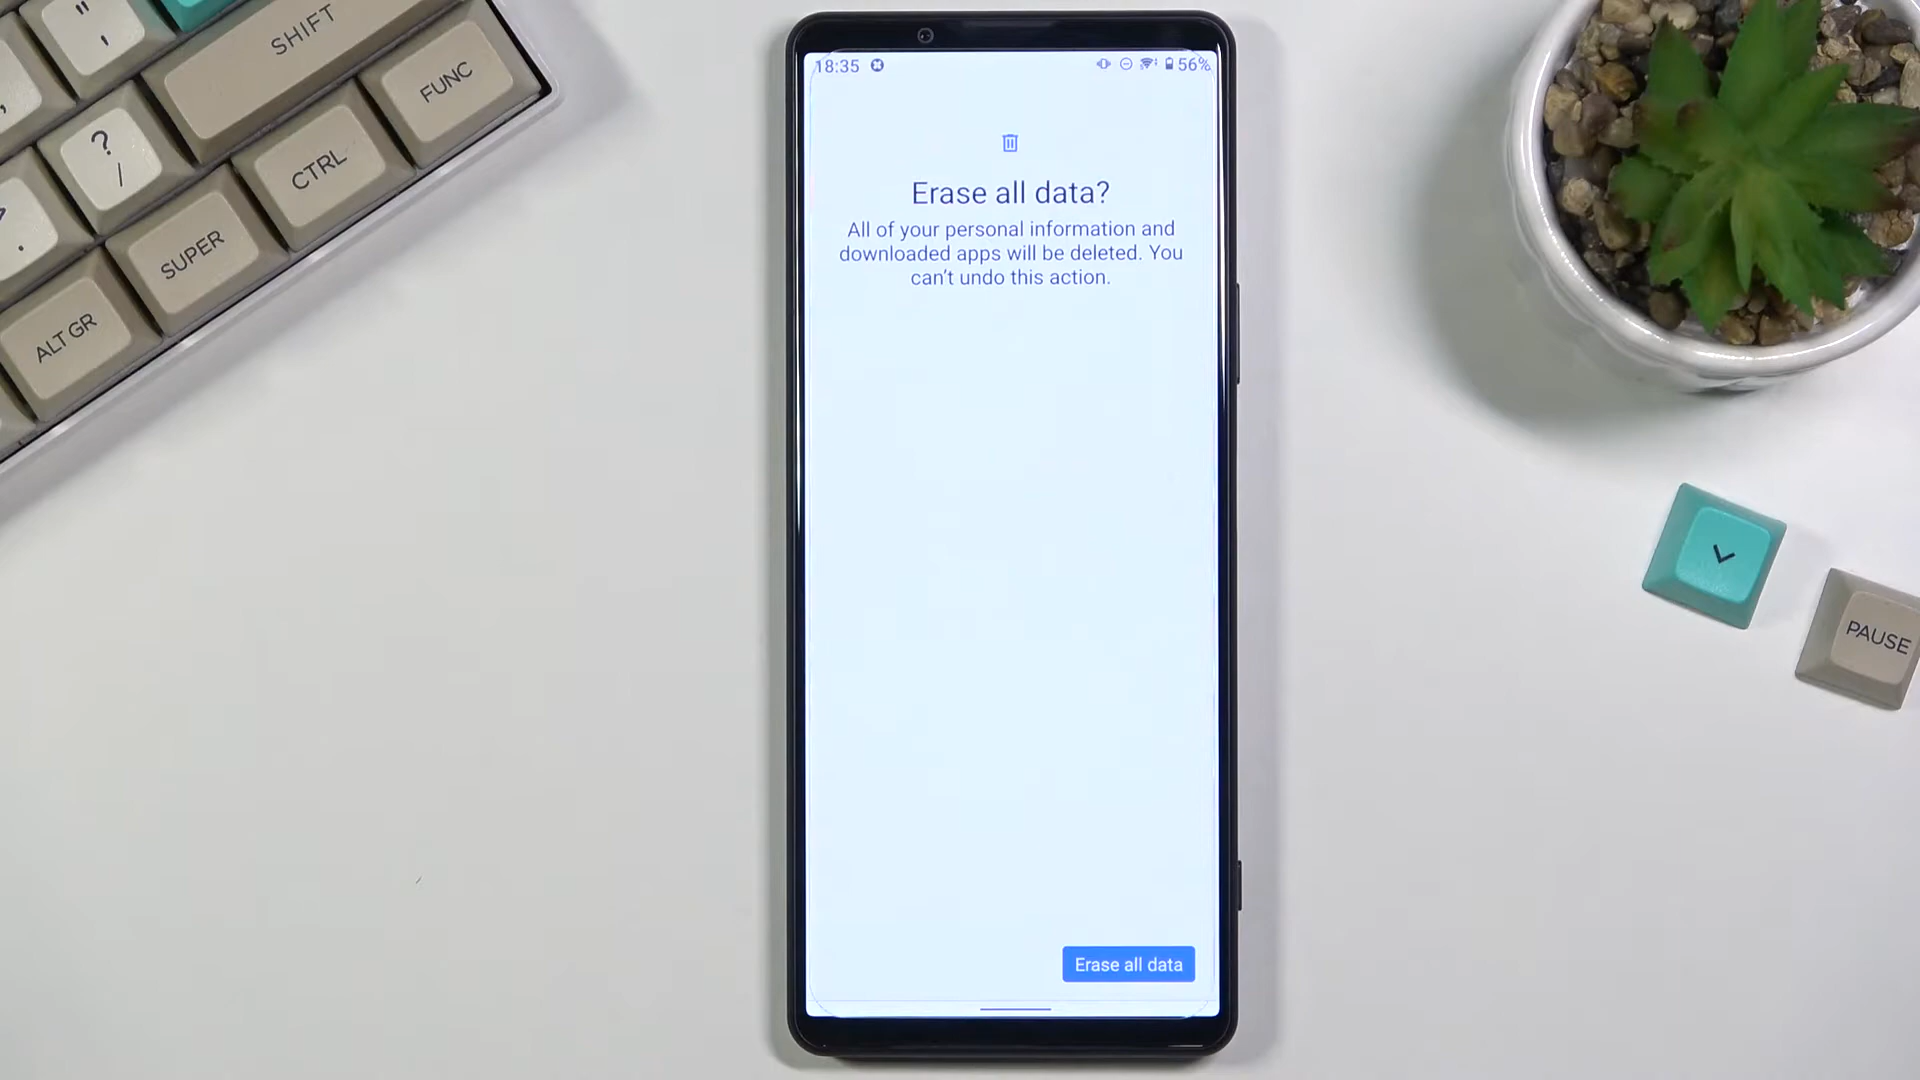 " '
SHIFT
FUNC
? /
CTRL
SUPER
ALT GR
18:35
56%
Erase all data?
All of your personal information and
downloaded apps will be deleted. You
can't undo this action.
Erase all data
PAUSE